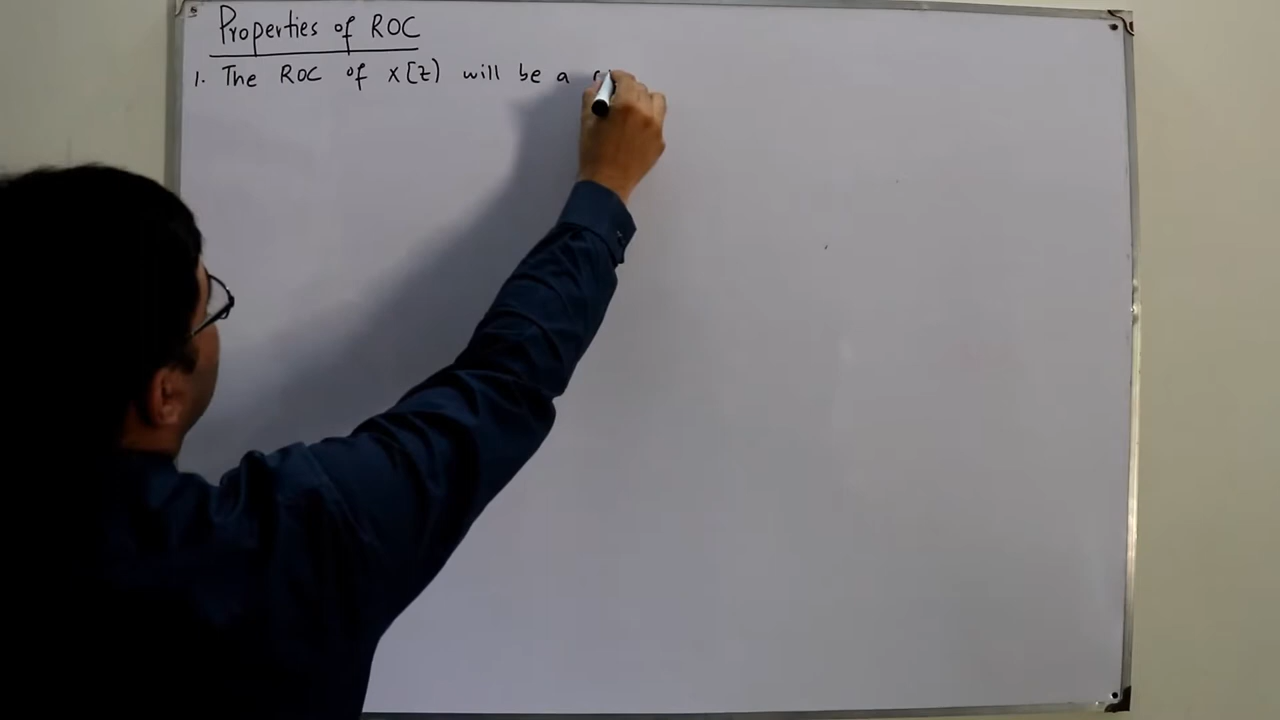 Properties of ROC
1. The ROC of X[z) will be a